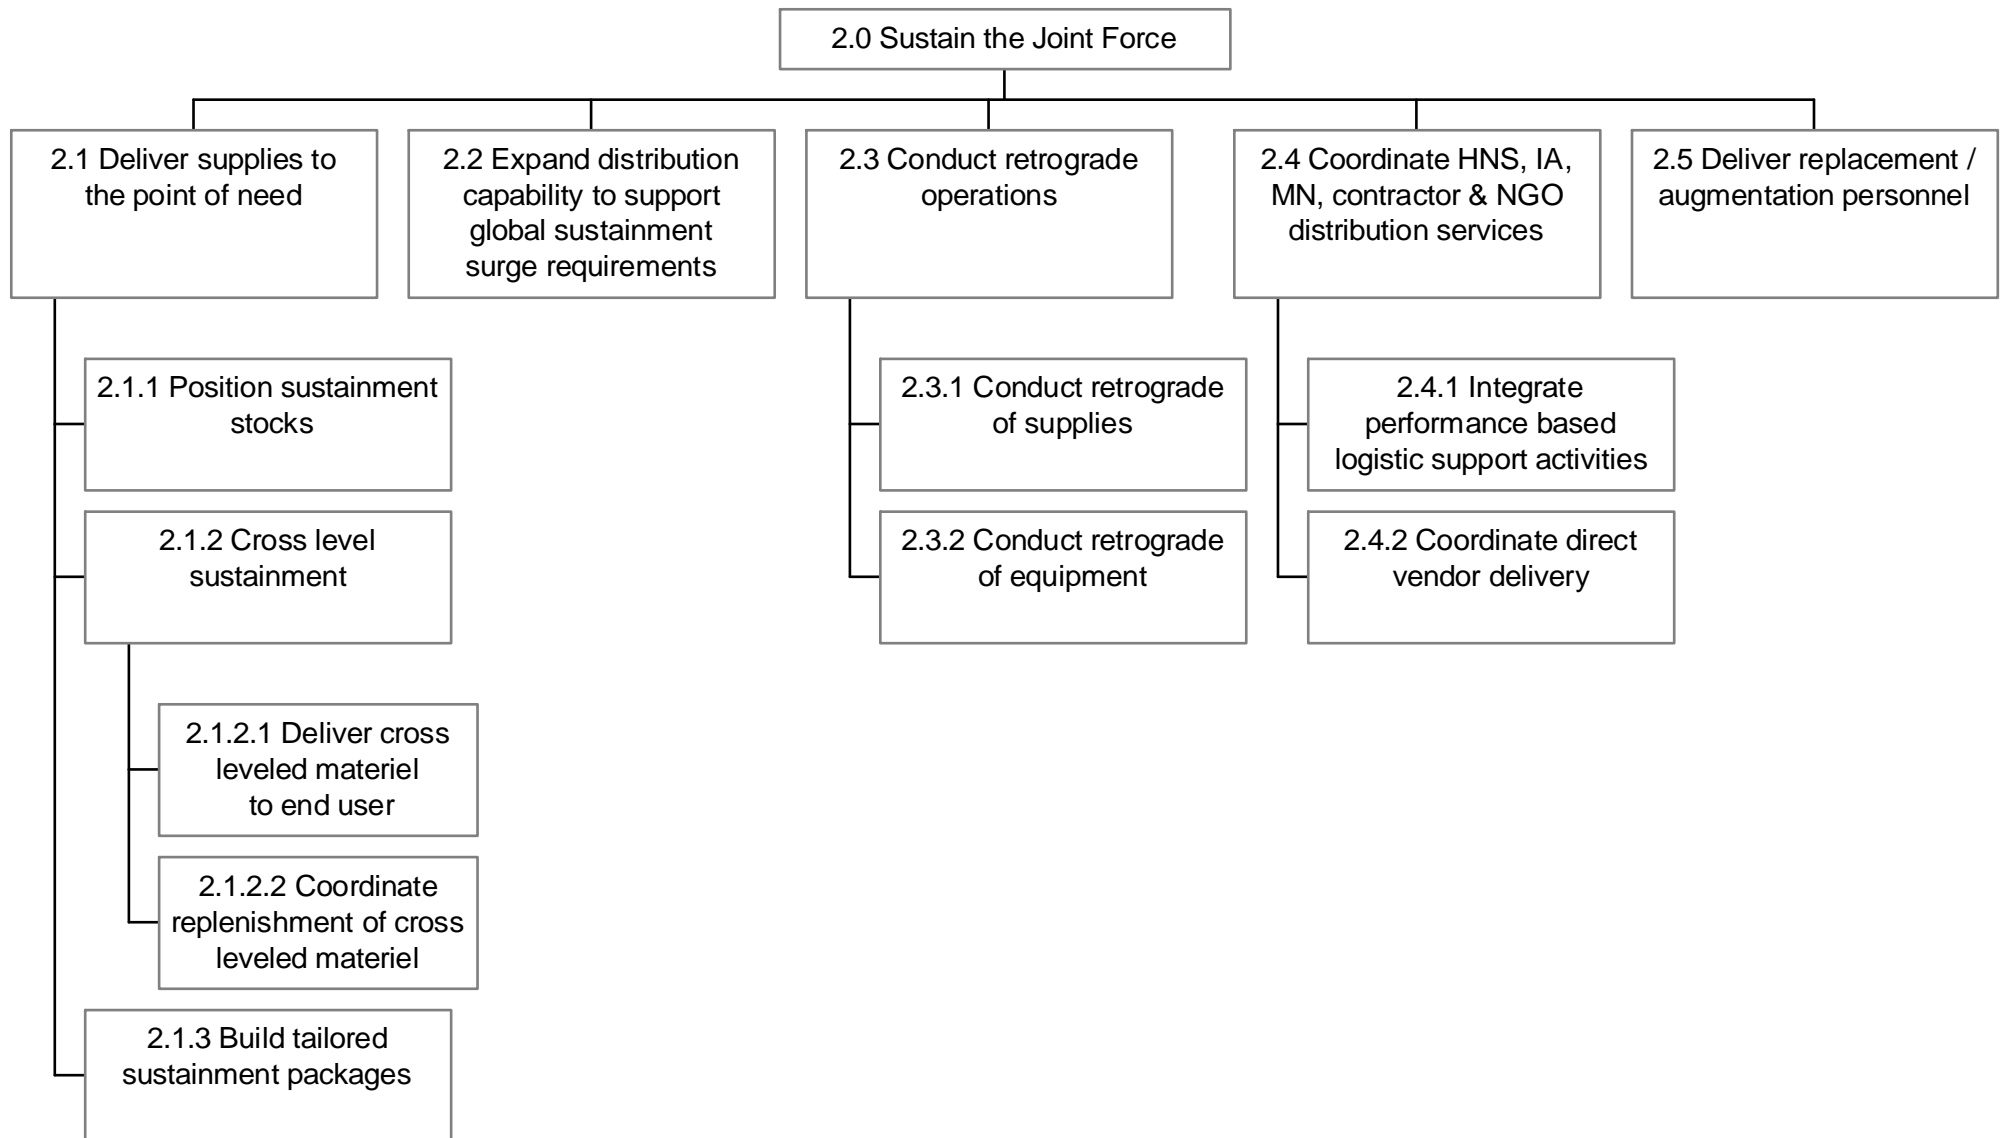 2.0 Sustain the Joint Force
2.1 Deliver supplies to
the point of need
2.2 Expand distribution
capability to support
global sustainment
surge requirements
2.3 Conduct retrograde
operations
2.4 Coordinate HNS, IA,
MN, contractor & NGO
distribution services
2.5 Deliver replacement /
augmentation personnel
2.1.1 Position sustainment
stocks
2.1.2 Cross level
sustainment
2.1.2.1 Deliver cross
leveled materiel
to end user
2.1.2.2 Coordinate
replenishment of cross
leveled materiel
2.1.3 Build tailored
sustainment packages
2.3.1 Conduct retrograde
of supplies
2.3.2 Conduct retrograde
of equipment
2.4.1 Integrate
performance based
logistic support activities
2.4.2 Coordinate direct
vendor delivery